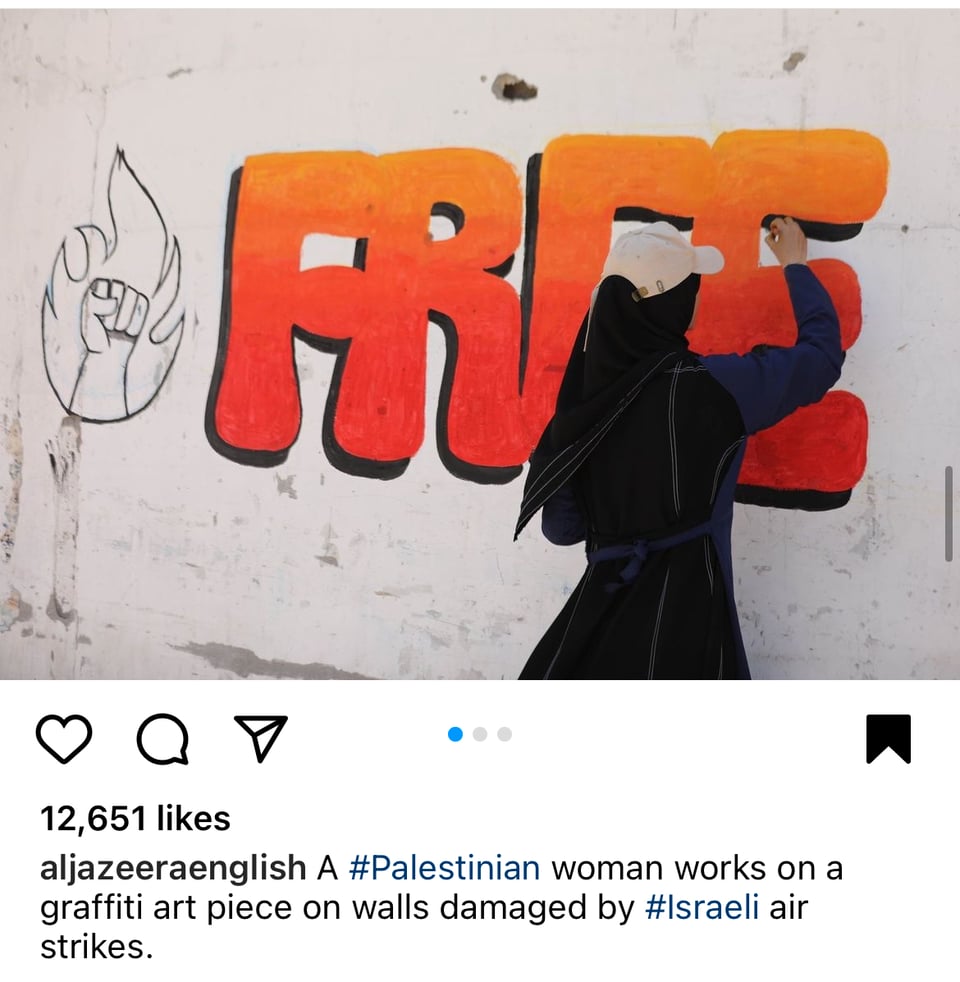 FREE
12,651 likes
aljazeeraenglish A #Palestinian woman works on a
graffiti art piece on walls damaged by #Israeli air
strikes.